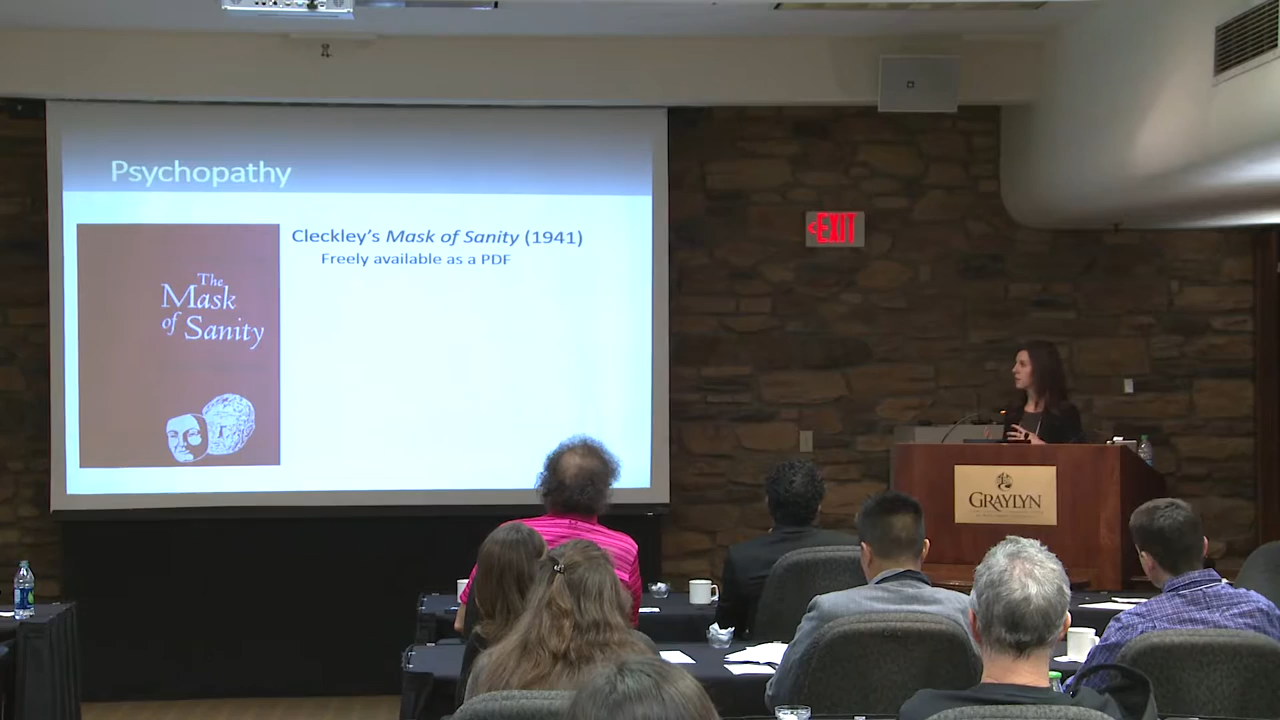 Psychopathy
Cleckley's Mask of Sanity (1941)
Freely available as a PDF
The
Mask
of Sanity
EXIT
GRAYLYN